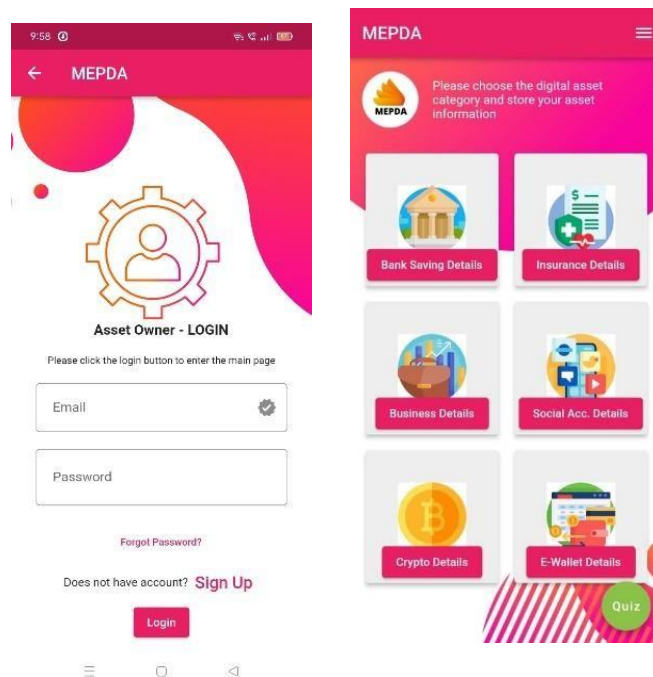 9:58
MEPDA
Asset Owner - LOGIN
Please click the login button to enter the main page
Email
Password
Forgot Password?
Does not have account? Sign Up
Login
MEPDA
MEPDA
Please choose the digital asset
category and store your asset
information
Bank Saving Details
Insurance Details
Business Details
Social Acc. Details
Crypto Details
E-Wallet Details
Quiz